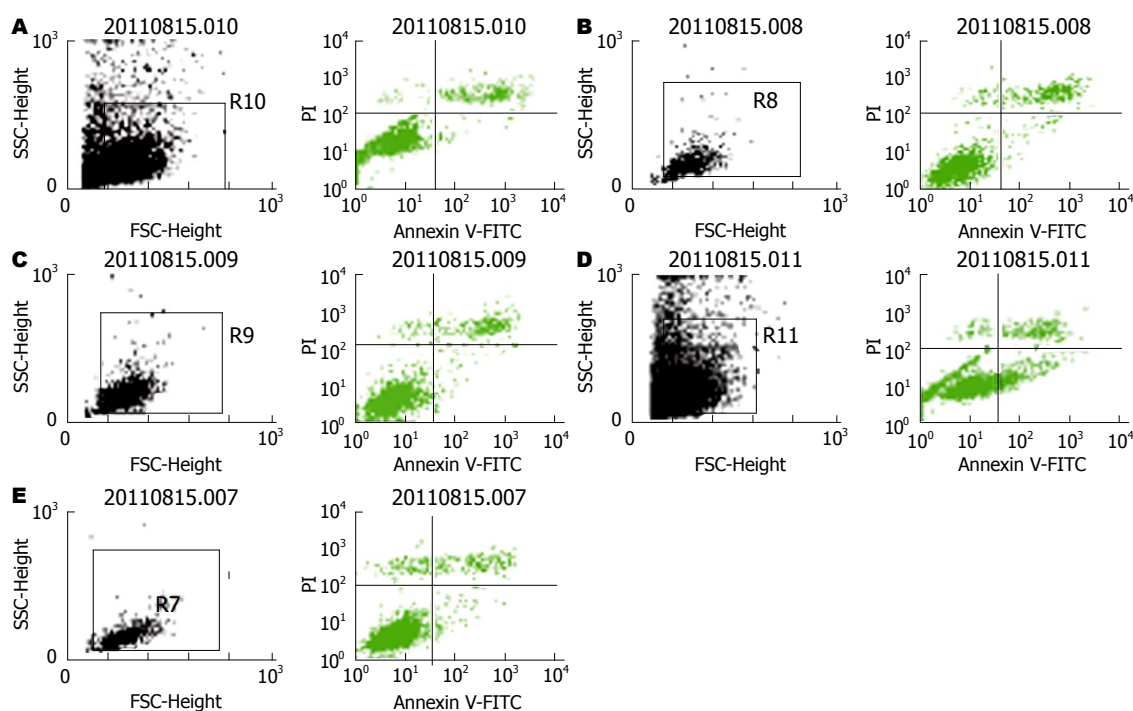 A 20110815.010 20110815.010 B 20110815.008 20110815.008
10³ 10⁴ 10³ 10⁴
10³ 10³
SSC-Height R10 PI 10² SSC-Height R8 PI 10²
10¹ 10¹
0 10⁰ 0 10⁰
0 10³ 10⁰ 10¹ 10² 10³ 10⁴ 0 10³ 10⁰ 10¹ 10² 10³ 10⁴
FSC-Height Annexin V-FITC FSC-Height Annexin V-FITC
C 20110815.009 20110815.009 D 20110815.011 20110815.011
10³ 10⁴ 10³ 10⁴
10³ 10³
SSC-Height R9 PI 10² SSC-Height R11 PI 10²
10¹ 10¹
0 10⁰ 0 10⁰
0 10³ 10⁰ 10¹ 10² 10³ 10⁴ 0 10³ 10⁰ 10¹ 10² 10³ 10⁴
FSC-Height Annexin V-FITC FSC-Height Annexin V-FITC
E 20110815.007 20110815.007
10³ 10⁴
10³
SSC-Height R7 PI 10²
10¹
0 10⁰
0 10³ 10⁰ 10¹ 10² 10³ 10⁴
FSC-Height Annexin V-FITC